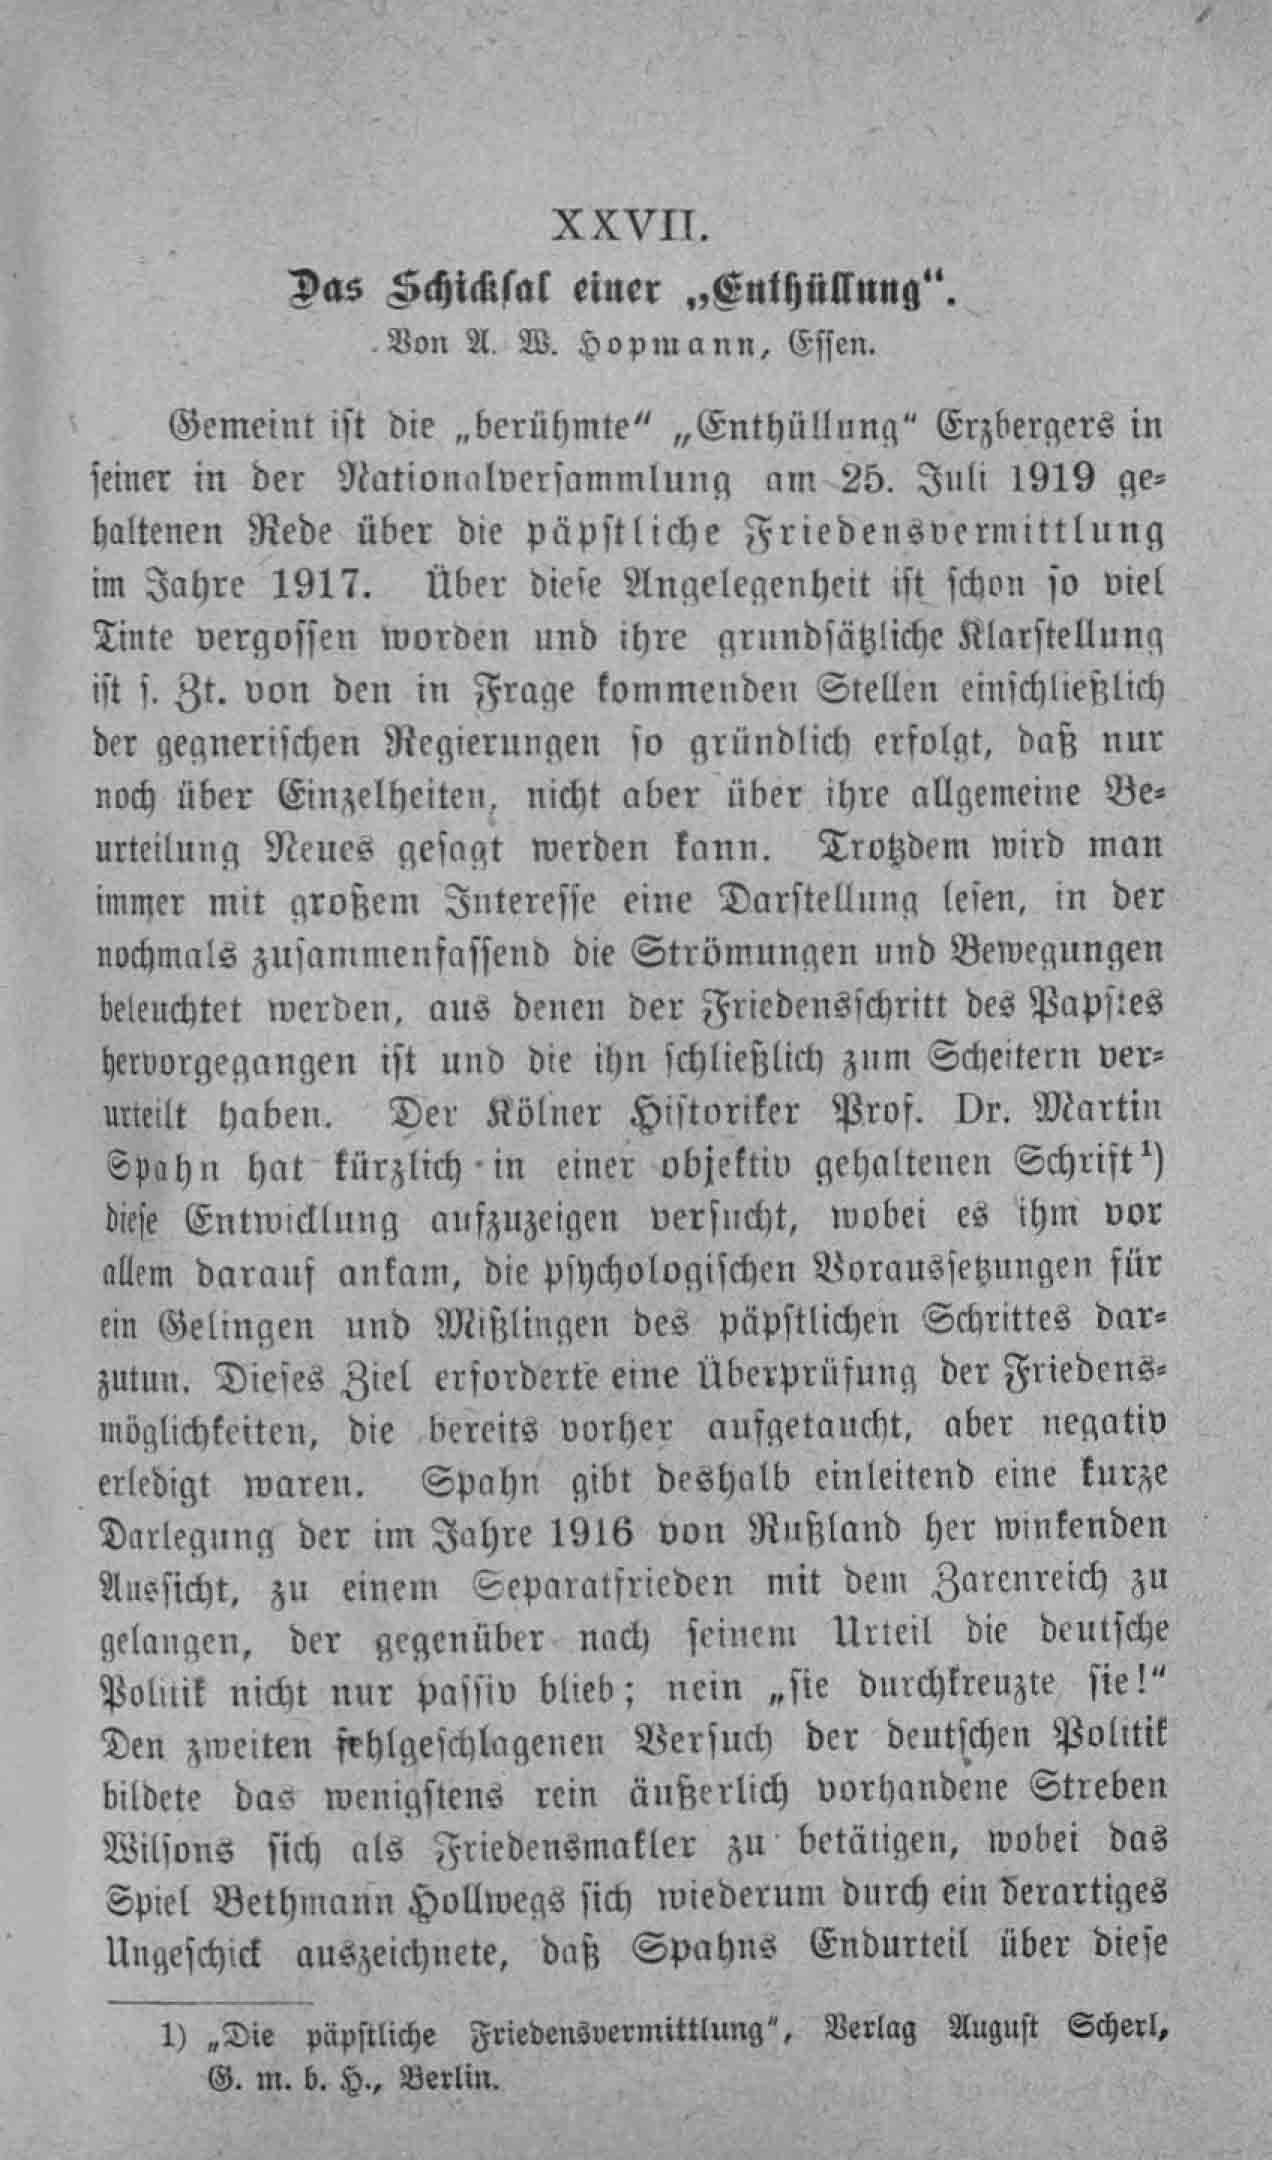 XXVII.
Das Schicksal einer „Enthüllung“.
Von A. W. Hopmann, Essen.
Gemeint ist die „berühmte“ „Enthüllung“ Erzbergers in
seiner in der Nationalversammlung am 25. Juli 1919 ge-
haltenen Rede über die päpstliche Friedensvermittlung
im Jahre 1917. Über diese Angelegenheit ist schon so viel
Tinte vergossen worden und ihre grundsätzliche Klarstellung
ist s. Zt. von den in Frage kommenden Stellen einschließlich
der gegnerischen Regierungen so gründlich erfolgt, daß nur
noch über Einzelheiten, nicht aber über ihre allgemeine Be-
urteilung Neues gesagt werden kann. Trotzdem wird man
immer mit großem Interesse eine Darstellung lesen, in der
nochmals zusammenfassend die Strömungen und Bewegungen
beleuchtet werden, aus denen der Friedensschritt des Papstes
hervorgegangen ist und die ihn schließlich zum Scheitern ver-
urteilt haben. Der Kölner Historiker Prof. Dr. Martin
Spahn hat kürzlich in einer objektiv gehaltenen Schrift¹)
diese Entwicklung aufzuzeigen versucht, wobei es ihm vor
allem darauf ankam, die psychologischen Voraussetzungen für
ein Gelingen und Mißlingen des päpstlichen Schrittes dar-
zutun. Dieses Ziel erforderte eine Überprüfung der Friedens-
möglichkeiten, die bereits vorher aufgetaucht, aber negativ
erledigt waren. Spahn gibt deshalb einleitend eine kurze
Darlegung der im Jahre 1916 von Rußland her winkenden
Aussicht, zu einem Separatfrieden mit dem Zarenreich zu
gelangen, der gegenüber nach seinem Urteil die deutsche
Politik nicht nur passiv blieb; nein „sie durchkreuzte sie!“
Den zweiten fehlgeschlagenen Versuch der deutschen Politik
bildete das wenigstens rein äußerlich vorhandene Streben
Wilsons sich als Friedensmakler zu betätigen, wobei das
Spiel Bethmann Hollwegs sich wiederum durch ein derartiges
Ungeschick auszeichnete, daß Spahns Endurteil über diese
1) „Die päpstliche Friedensvermittlung“, Verlag August Scherl,
G. m. b. H., Berlin.